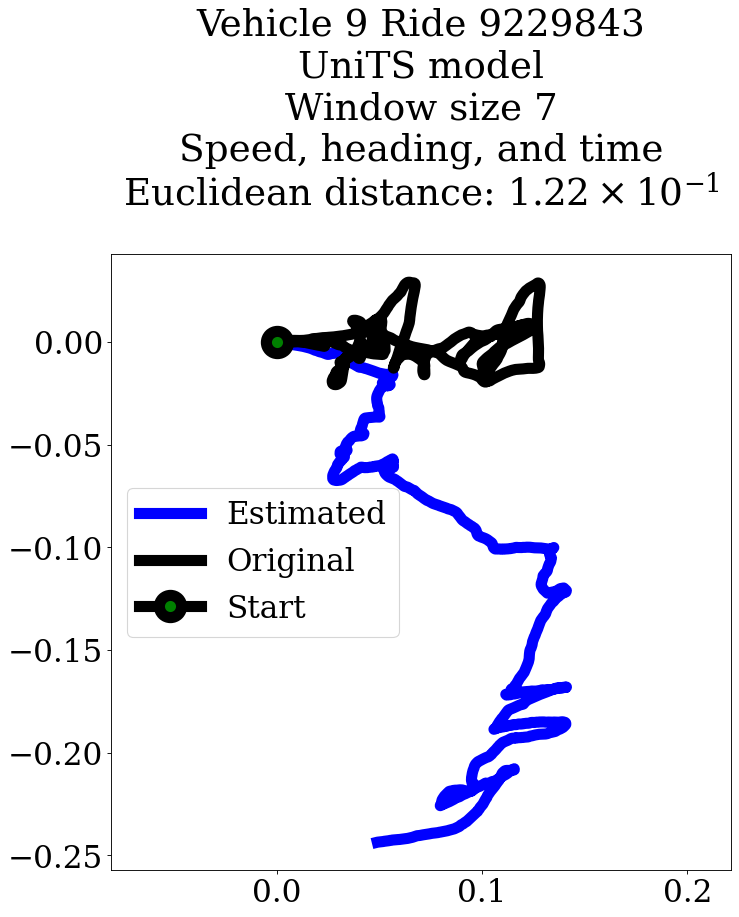 Vehicle 9 Ride 9229843
UniTS model
Window size 7
Speed, heading, and time
Euclidean distance: 1.22 × 10⁻¹
0.00
−0.05
−0.10
−0.15
−0.20
−0.25
Estimated
Original
Start
0.0 0.1 0.2